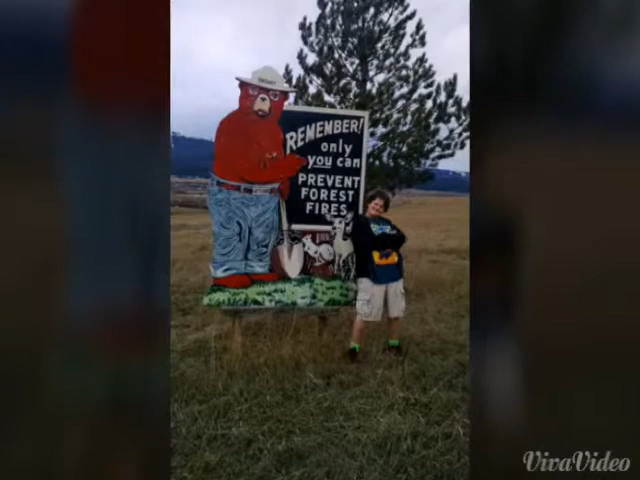 REMEMBER!
only
you can
PREVENT
FOREST
FIRES
VivaVideo